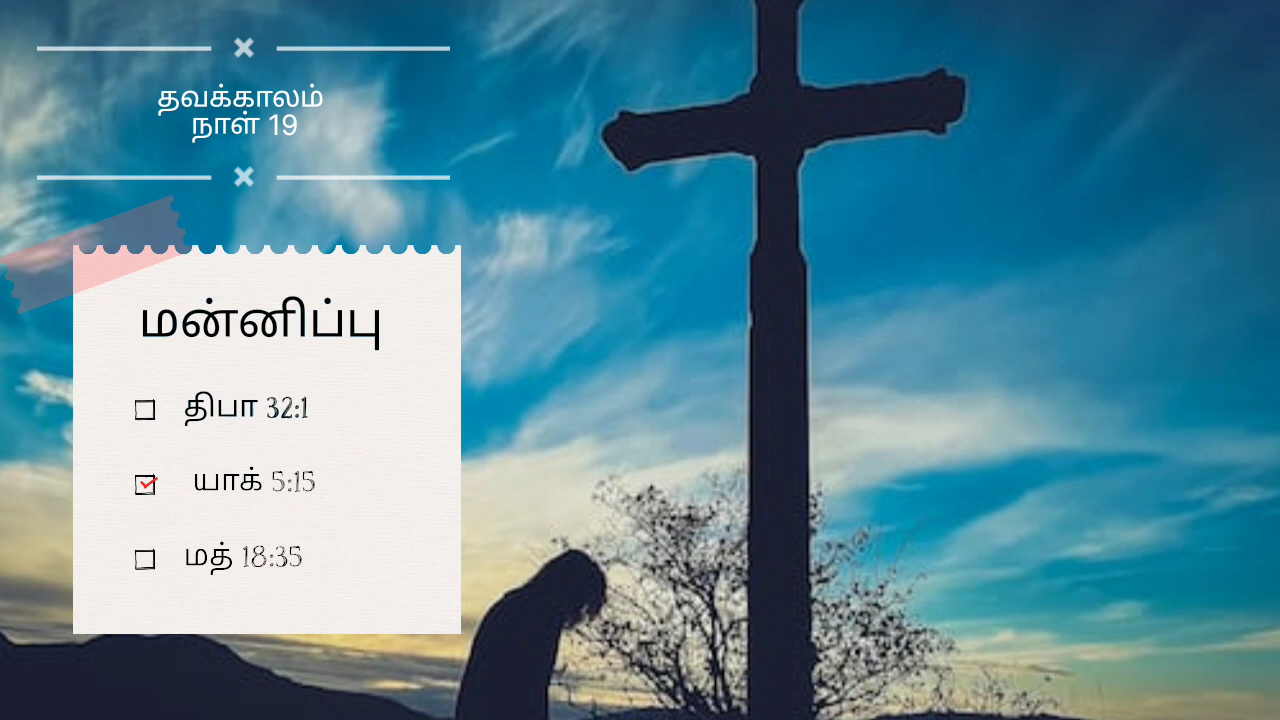 தவக்காலம்
நாள் 19
மன்னிப்பு
திபா 32:1
யாக் 5:15
மத் 18:35